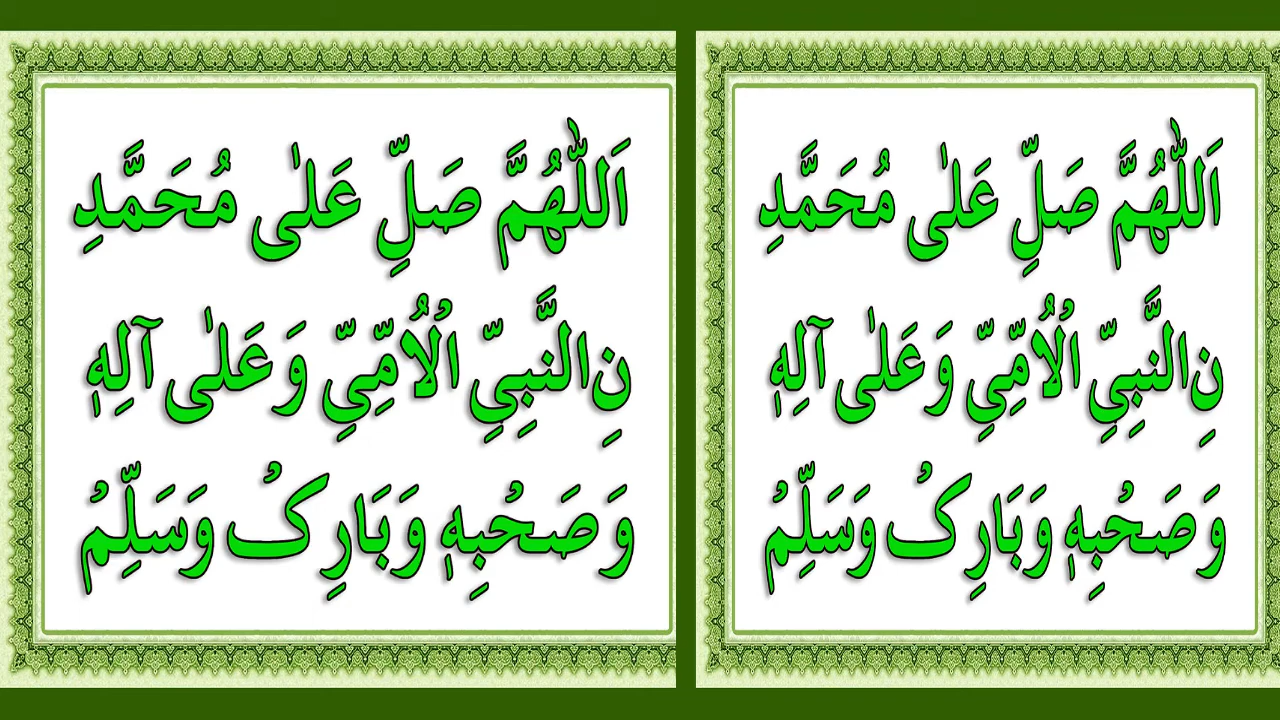 اَللّٰهُمَّ صَلِّ عَلٰى مُحَمَّدِ
نِ النَّبِيِّ الْاُمِّيِّ وَعَلٰى آلِهٖ
وَصَحْبِهٖ وَبَارِکْ وَسَلِّمْ
اَللّٰهُمَّ صَلِّ عَلٰى مُحَمَّدِ
نِ النَّبِيِّ الْاُمِّيِّ وَعَلٰى آلِهٖ
وَصَحْبِهٖ وَبَارِکْ وَسَلِّمْ